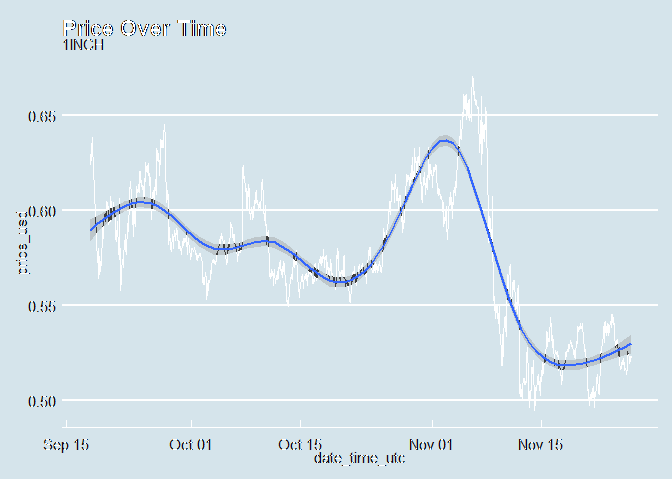 Price Over Time
1INCH
0.65
0.60
price_usd
0.55
0.50
Sep 15
Oct 01
Oct 15
Nov 01
Nov 15
date_time_utc